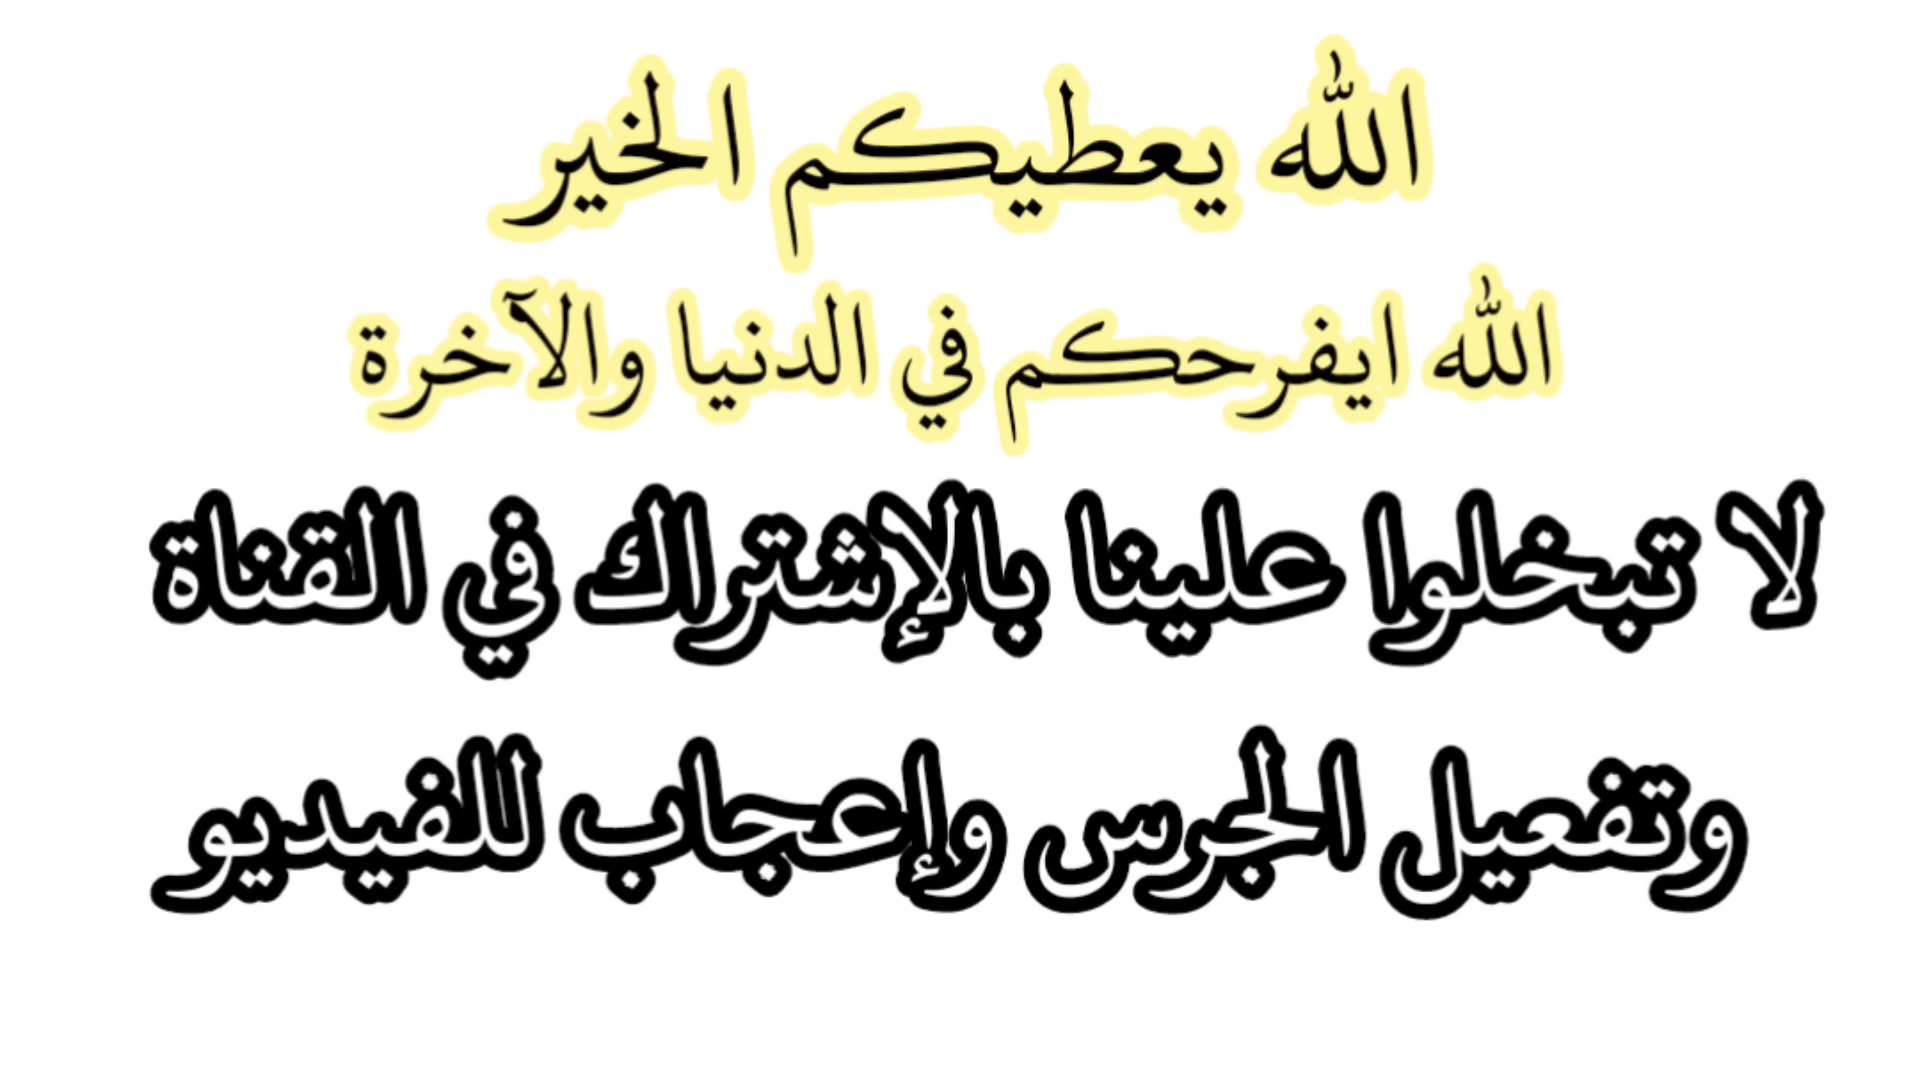 الله يعطيكم الخير
الله ايفرحكم في الدنيا والآخرة
لا تبخلوا علينا بالإشتراك في القناة
وتفعيل الجرس وإعجاب للفيديو